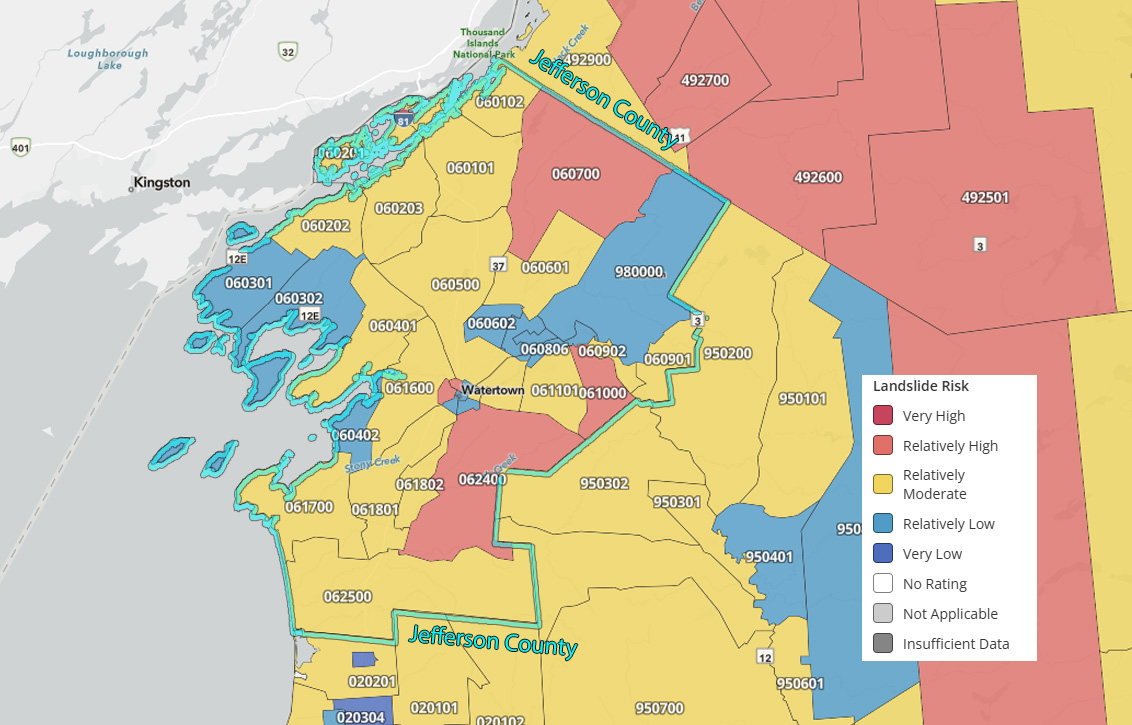 Thousand
Islands
National Park
Loughborough
Lake
32
Creek
492900
492700
060102
81
Jefferson County
11
401
060201
Kingston
060101
060700
492600
492501
060203
060202
3
12E
37
060601
980000
060301
060500
060302
12E
060401
060602
3
060806
060902
060901
950200
061600
Watertown
061101
061000
950101
060402
Stony Creek
061802
062400
Creek
950302
950301
061700
061801
950401
062500
Jefferson County
12
020201
950601
020304
020101
020102
950700
Landslide Risk
Very High
Relatively High
Relatively
Moderate
Relatively Low
Very Low
No Rating
Not Applicable
Insufficient Data